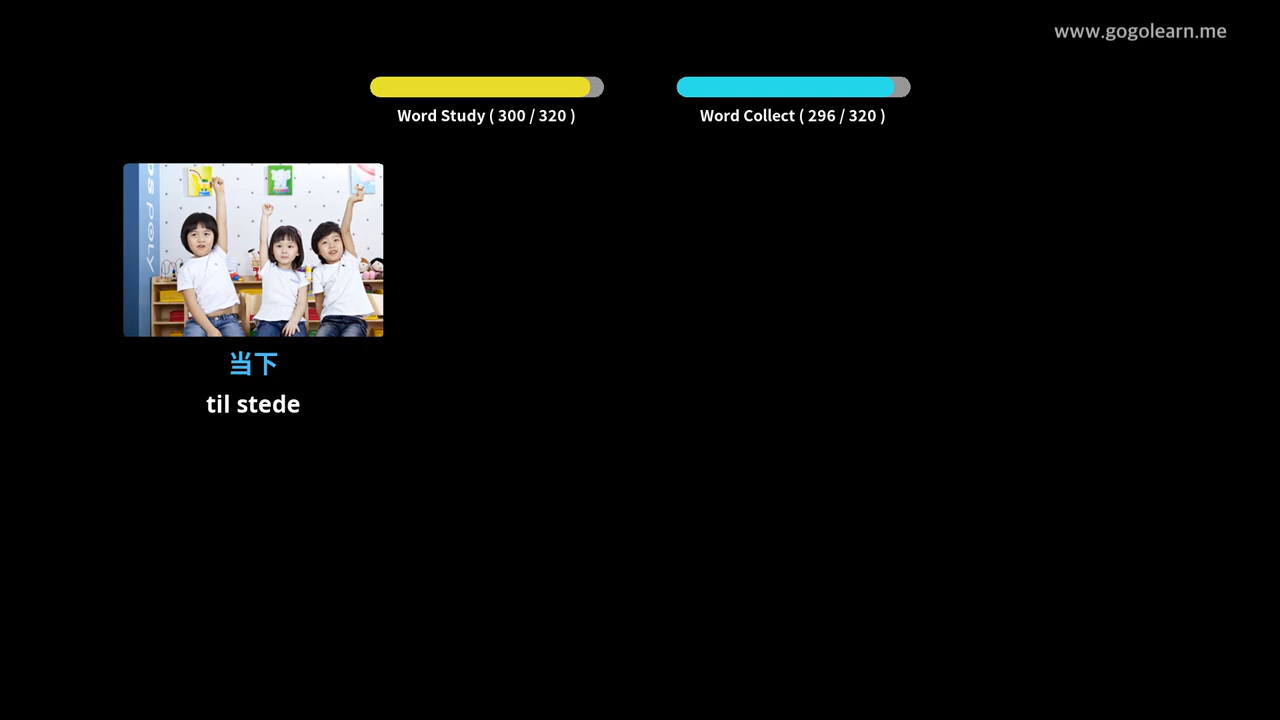 www.gogolearn.me
Word Study ( 300 / 320 )
Word Collect ( 296 / 320 )
当下
til stede